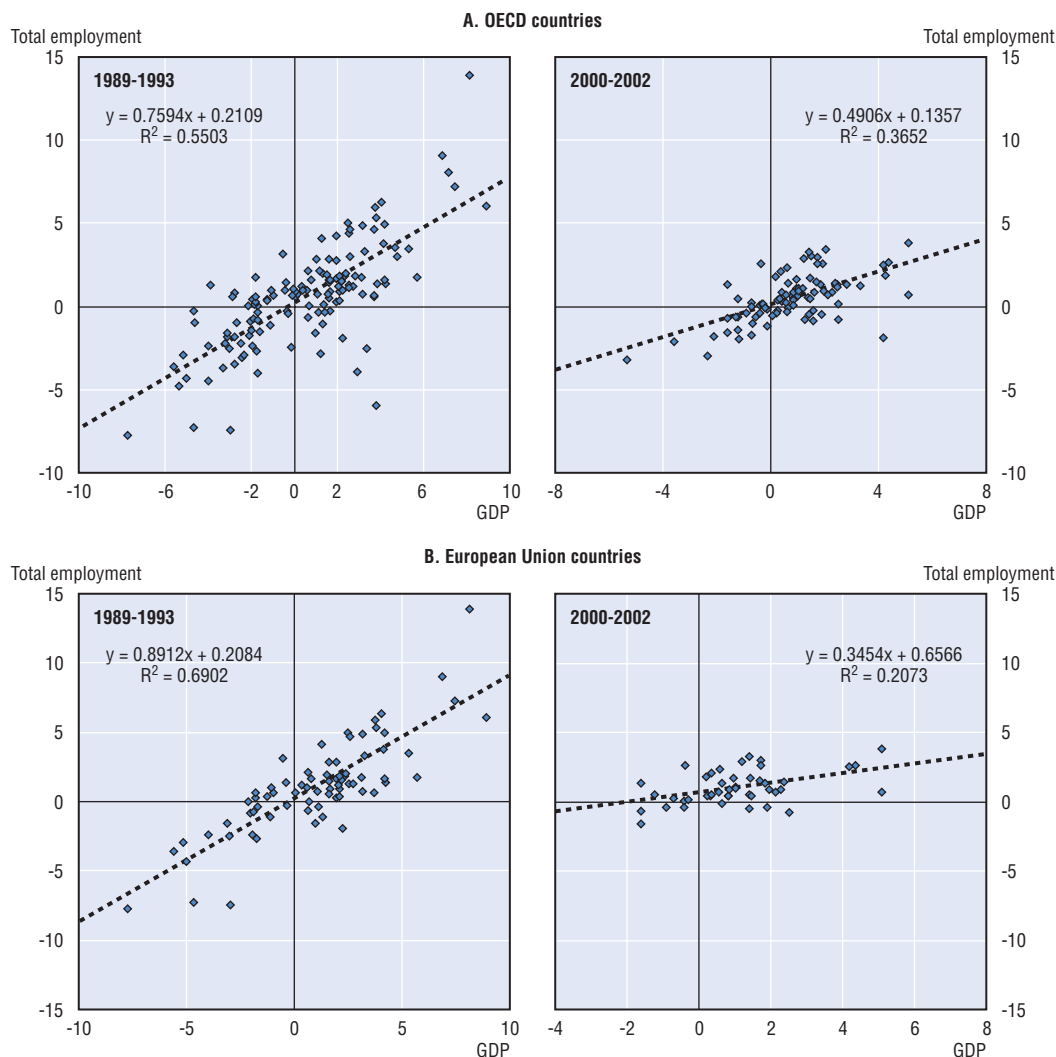 A. OECD countries
Total employment Total employment
15 15
1989-1993 2000-2002
y = 0.7594x + 0.2109 y = 0.4906x + 0.1357
R² = 0.5503 R² = 0.3652
10 10
5 5
0 0
-5 -5
-10 -10
-10 -6 -2 0 2 6 10 -8 -4 0 4 8
GDP GDP
B. European Union countries
Total employment Total employment
15 15
1989-1993 2000-2002
y = 0.8912x + 0.2084 y = 0.3454x + 0.6566
R² = 0.6902 R² = 0.2073
10 10
5 5
0 0
-5 -5
-10 -10
-15 -15
-10 -5 0 5 10 -4 -2 0 2 4 6 8
GDP GDP